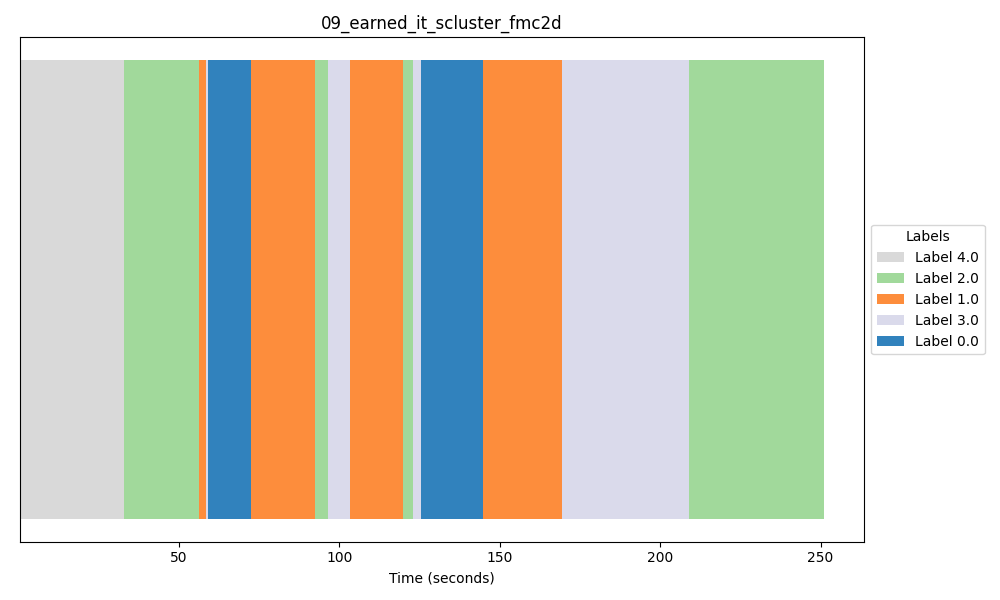 09_earned_it_scluster_fmc2d
Labels
Label 4.0
Label 2.0
Label 1.0
Label 3.0
Label 0.0
50
100
150
200
250
Time (seconds)